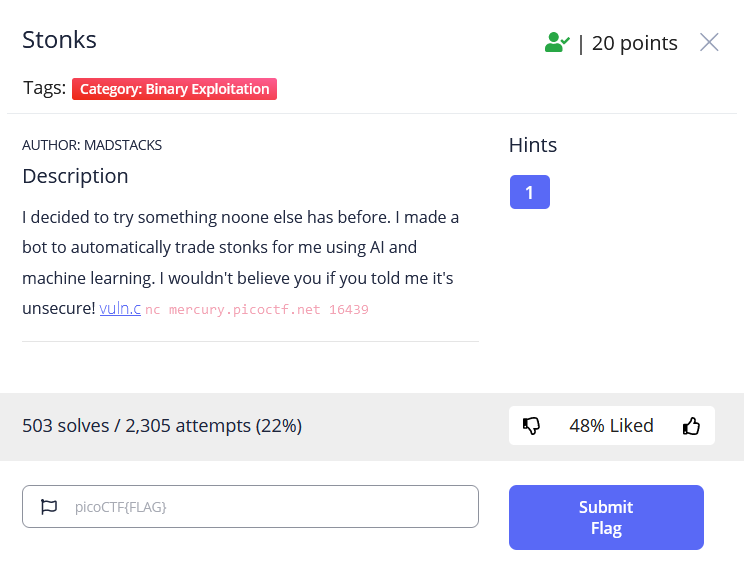 Stonks
| 20 points
Tags: Category: Binary Exploitation
AUTHOR: MADSTACKS
Description
I decided to try something noone else has before. I made a
bot to automatically trade stonks for me using AI and
machine learning. I wouldn't believe you if you told me it's
unsecure! vuln.c nc mercury.picoctf.net 16439
Hints
1
503 solves / 2,305 attempts (22%)
48% Liked
picoCTF{FLAG}
Submit
Flag